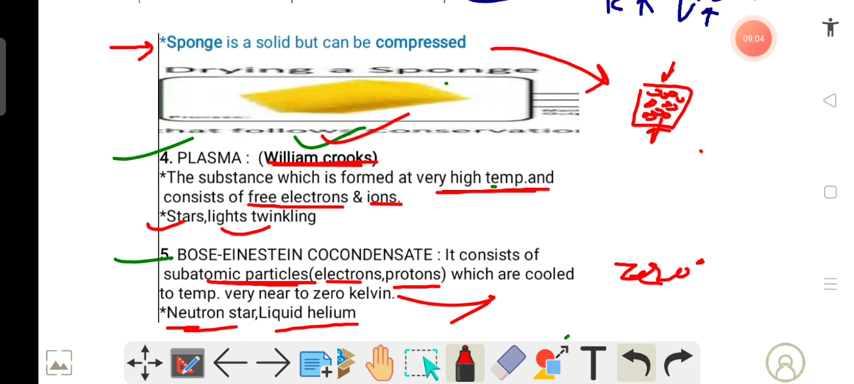 09:04
*Sponge is a solid but can be compressed
Drying a Sponge
4. PLASMA : (William crooks)
*The substance which is formed at very high temp.and
consists of free electrons & ions.
*Stars,lights twinkling
5. BOSE-EINESTEIN COCONDENSATE : It consists of
subatomic particles(electrons,protons) which are cooled
to temp. very near to zero kelvin.
*Neutron star,Liquid helium
zero
T